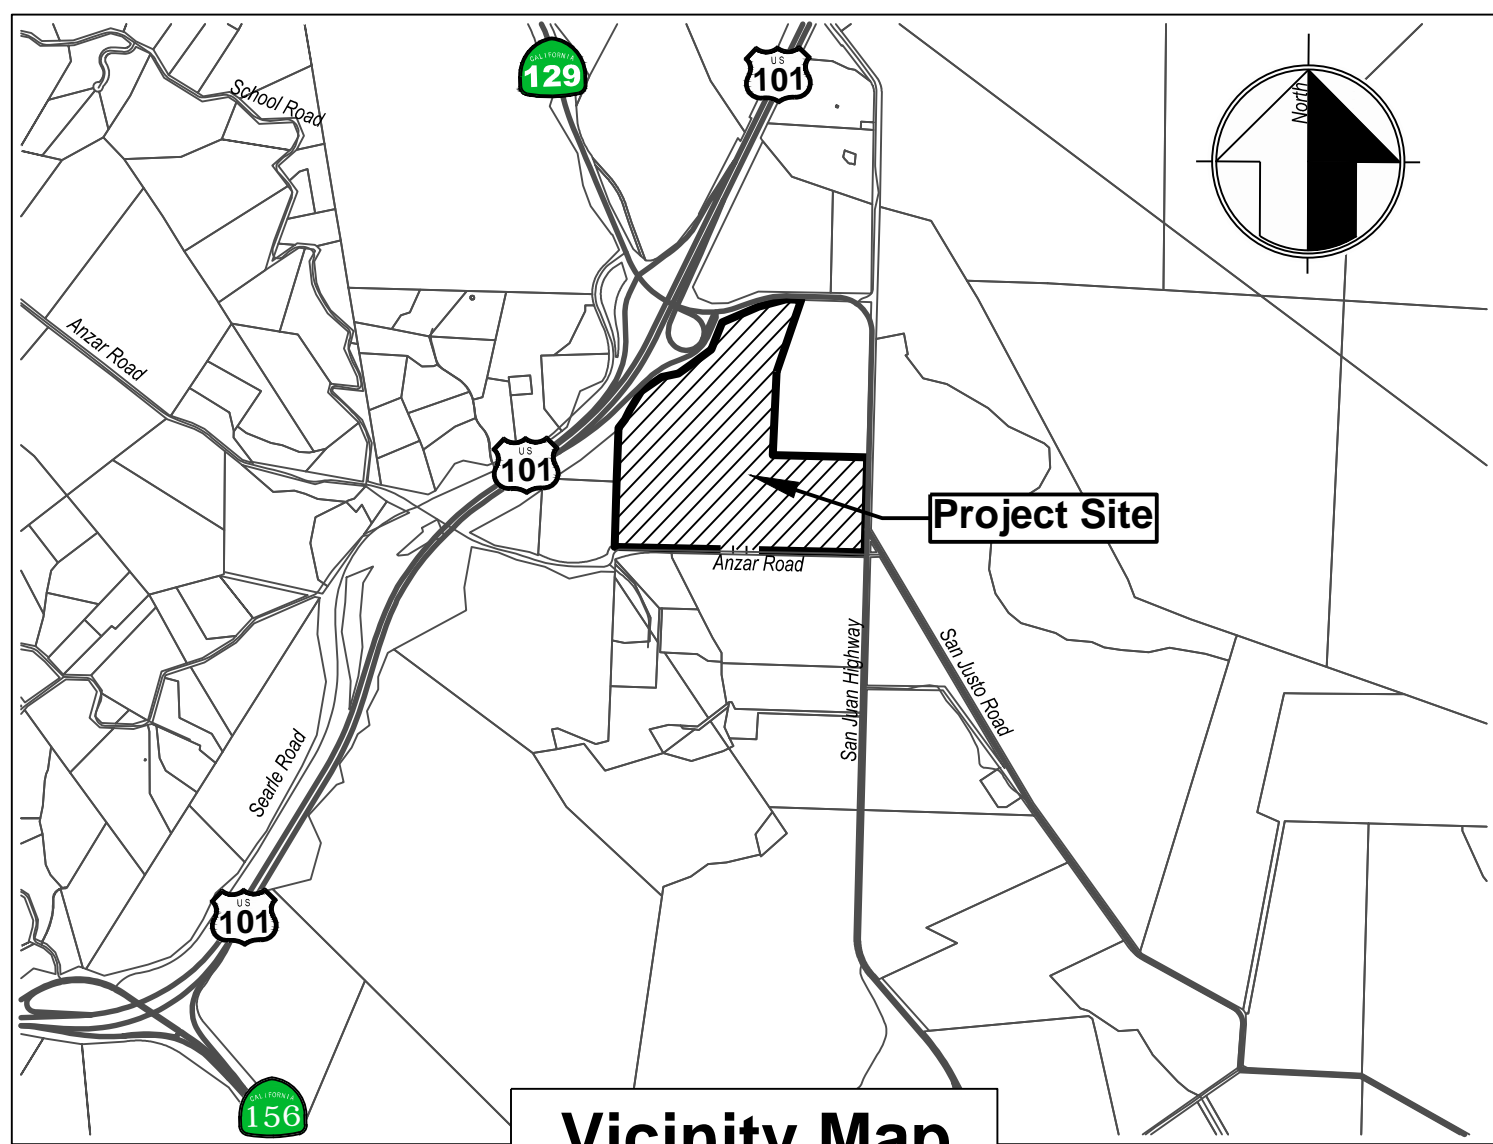 CALIFORNIA
129
US
101
North
School Road
Anzar Road
US
101
Project Site
Anzar Road
San Juan Highway
San Justo Road
Searle Road
US
101
CALIFORNIA
156
Vicinity Map